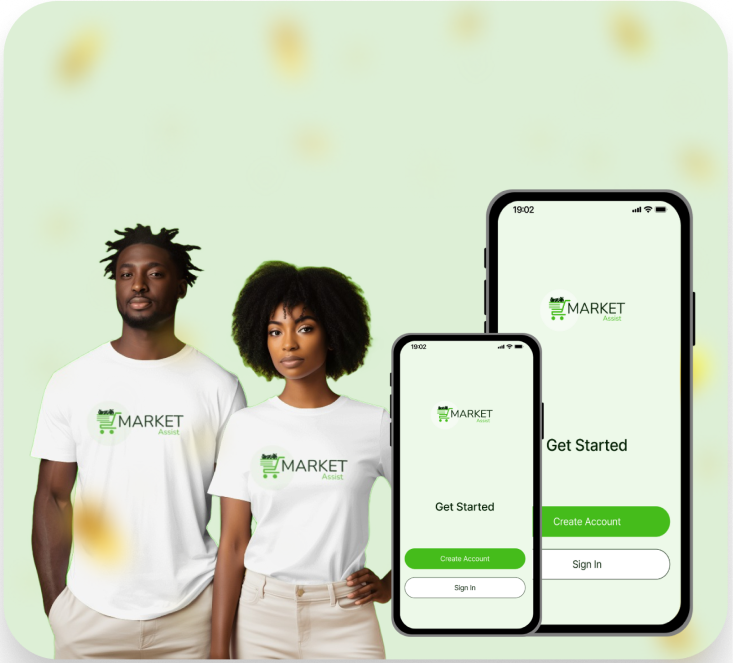 MARKET
Assist
MARKET
Assist
19:02
MARKET
Assist
Get Started
Create Account
Sign In
19:02
MARKET
Assist
Get Started
Create Account
Sign In